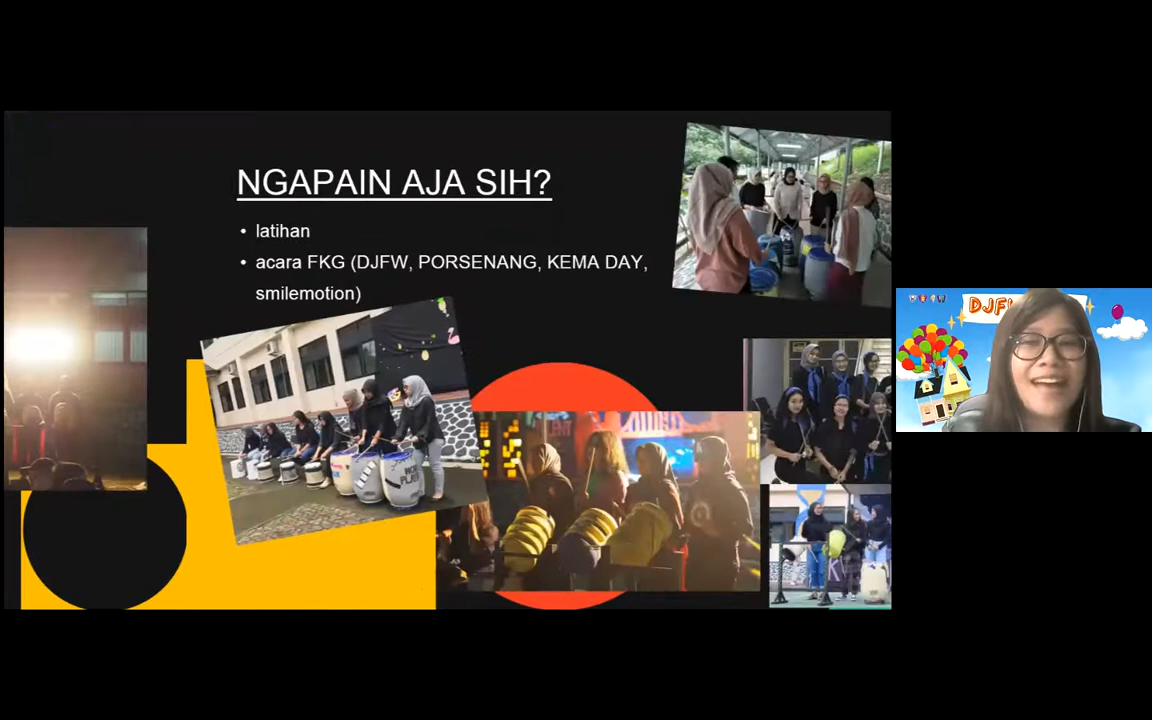 NGAPAIN AJA SIH?
• latihan
• acara FKG (DJFW, PORSENANG, KEMA DAY,
smilemotion)